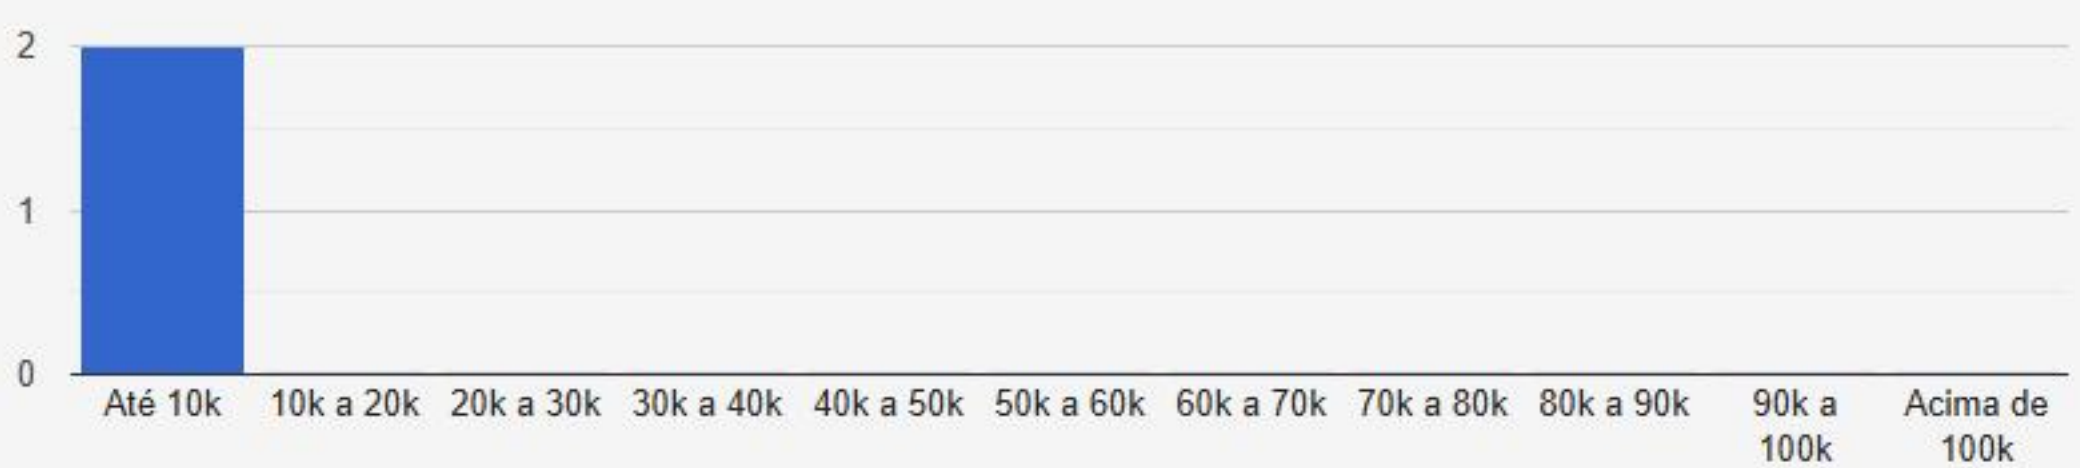 2
1
0
Até 10k
10k a 20k
20k a 30k
30k a 40k
40k a 50k
50k a 60k
60k a 70k
70k a 80k
80k a 90k
90k a
100k
Acima de
100k